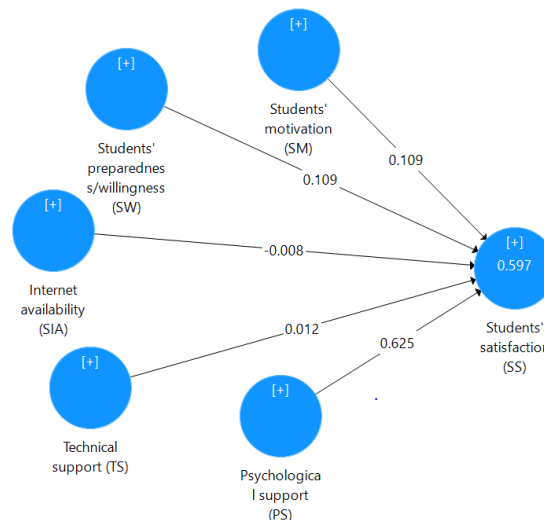 [+]
Students'
motivation
(SM)
[+]
Students'
preparednes
s/willingness
(SW)
0.109
0.109
[+]
Internet
availability
(SIA)
-0.008
[+]
0.597
Students'
satisfaction
(SS)
[+]
Technical
support (TS)
0.012
0.625
[+]
Psychologica
l support
(PS)